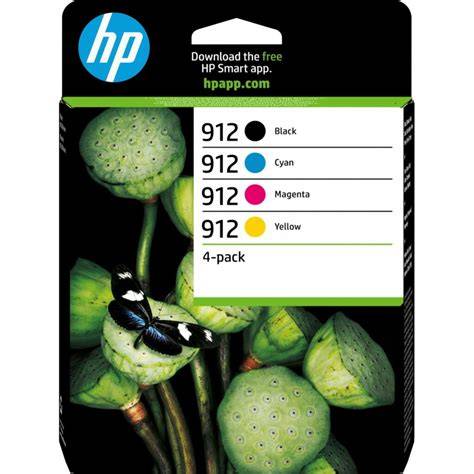 hp
Download the free
HP Smart app.
hpapp.com
912 Black
912 Cyan
912 Magenta
912 Yellow
4-pack